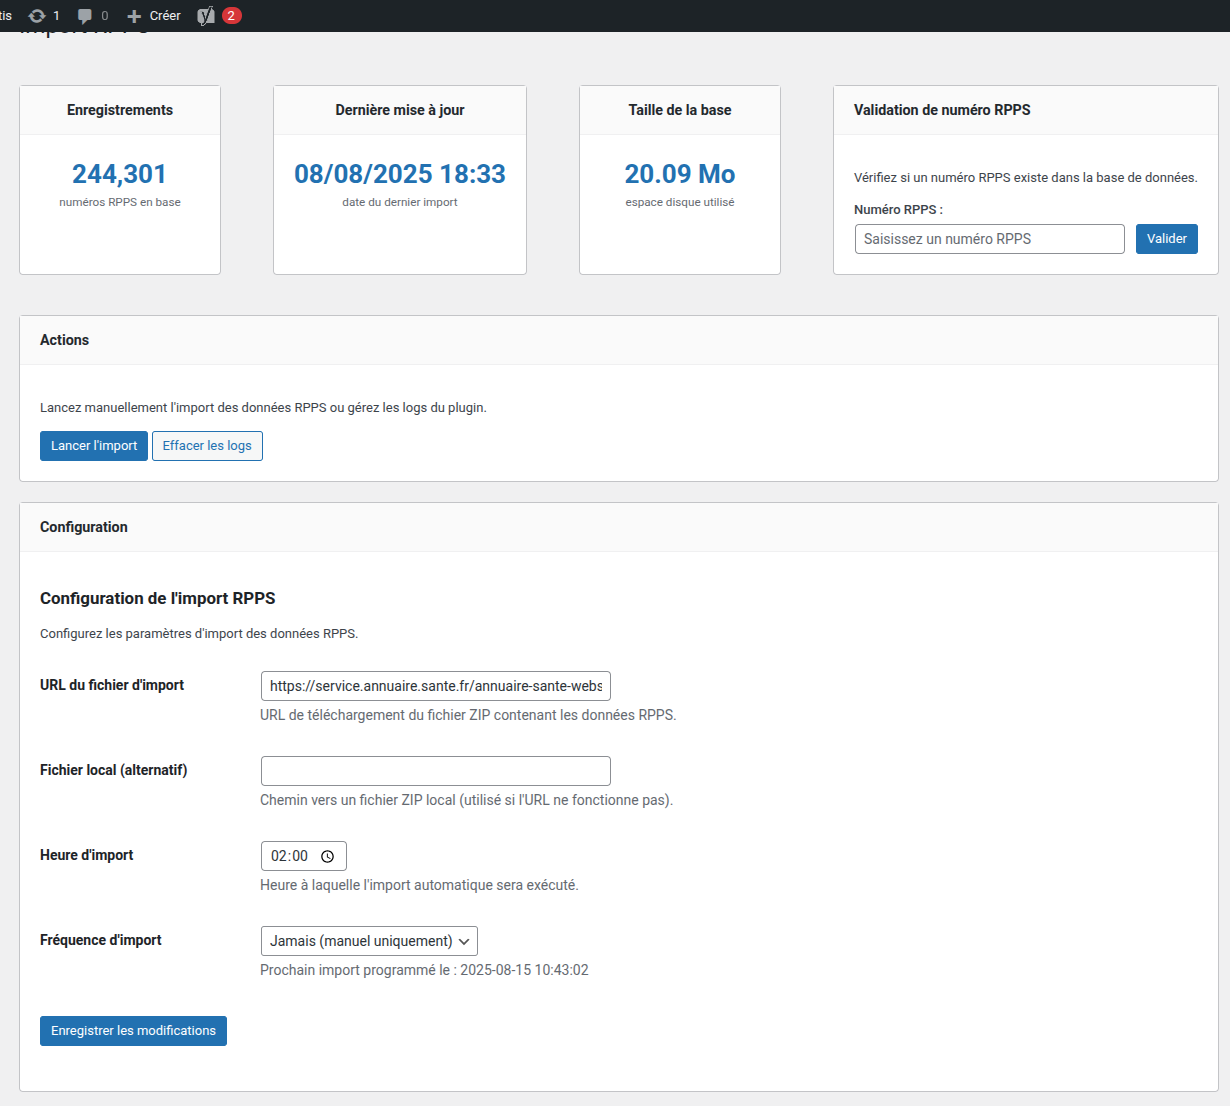 tis 1 0 Créer 2
Enregistrements
244,301
numéros RPPS en base
Dernière mise à jour
08/08/2025 18:33
date du dernier import
Taille de la base
20.09 Mo
espace disque utilisé
Validation de numéro RPPS
Vérifiez si un numéro RPPS existe dans la base de données.
Numéro RPPS :
Saisissez un numéro RPPS Valider
Actions
Lancez manuellement l'import des données RPPS ou gérez les logs du plugin.
Lancer l'import Effacer les logs
Configuration
Configuration de l'import RPPS
Configurez les paramètres d'import des données RPPS.
URL du fichier d'import https://service.annuaire.sante.fr/annuaire-sante-webs
URL de téléchargement du fichier ZIP contenant les données RPPS.
Fichier local (alternatif)
Chemin vers un fichier ZIP local (utilisé si l'URL ne fonctionne pas).
Heure d'import 02:00
Heure à laquelle l'import automatique sera exécuté.
Fréquence d'import Jamais (manuel uniquement)
Prochain import programmé le : 2025-08-15 10:43:02
Enregistrer les modifications